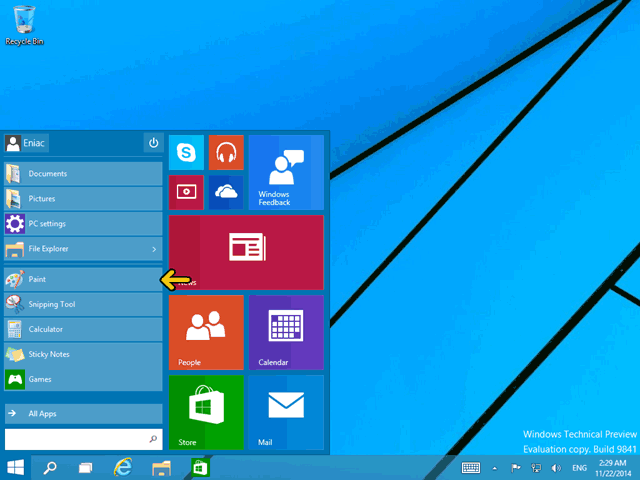 Recycle Bin
Eniac
Documents
Pictures
PC settings
File Explorer
Paint
Snipping Tool
Calculator
Sticky Notes
Games
All Apps
Windows
Feedback
News
People
Calendar
Store
Mail
Windows Technical Preview
Evaluation copy. Build 9841
ENG
2:29 AM
11/22/2014